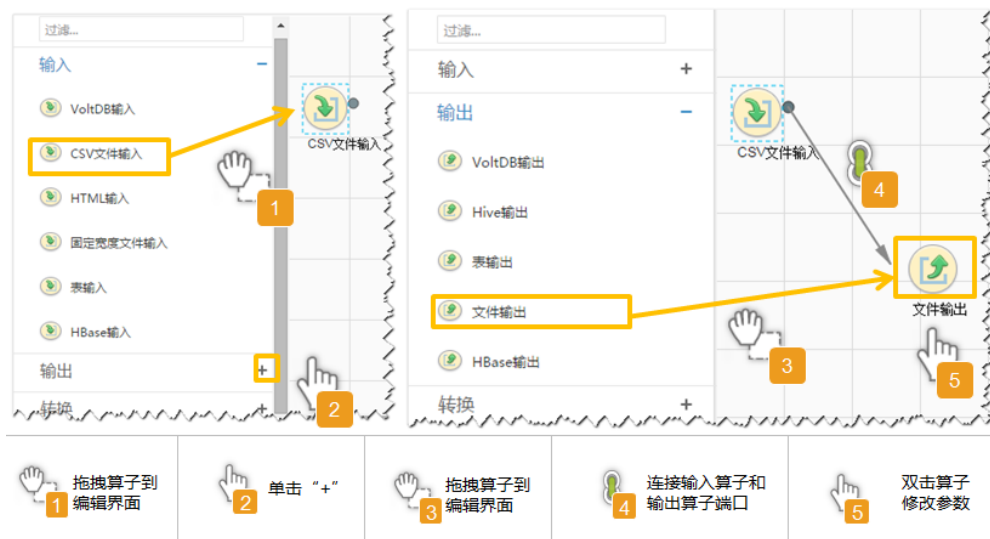 过滤...
输入
VoltDB输入
CSV文件输入
HTML输入
固定宽度文件输入
表输入
HBase输入
输出
+
转换
+
CSV文件输入
1
2
过滤...
输入
+
输出
VoltDB输出
Hive输出
表输出
文件输出
HBase输出
转换
+
CSV文件输入
4
文件输出
3
5
1
拖拽算子到
编辑界面
2
单击“+”
3
拖拽算子到
编辑界面
4
连接输入算子和
输出算子端口
5
双击算子
修改参数